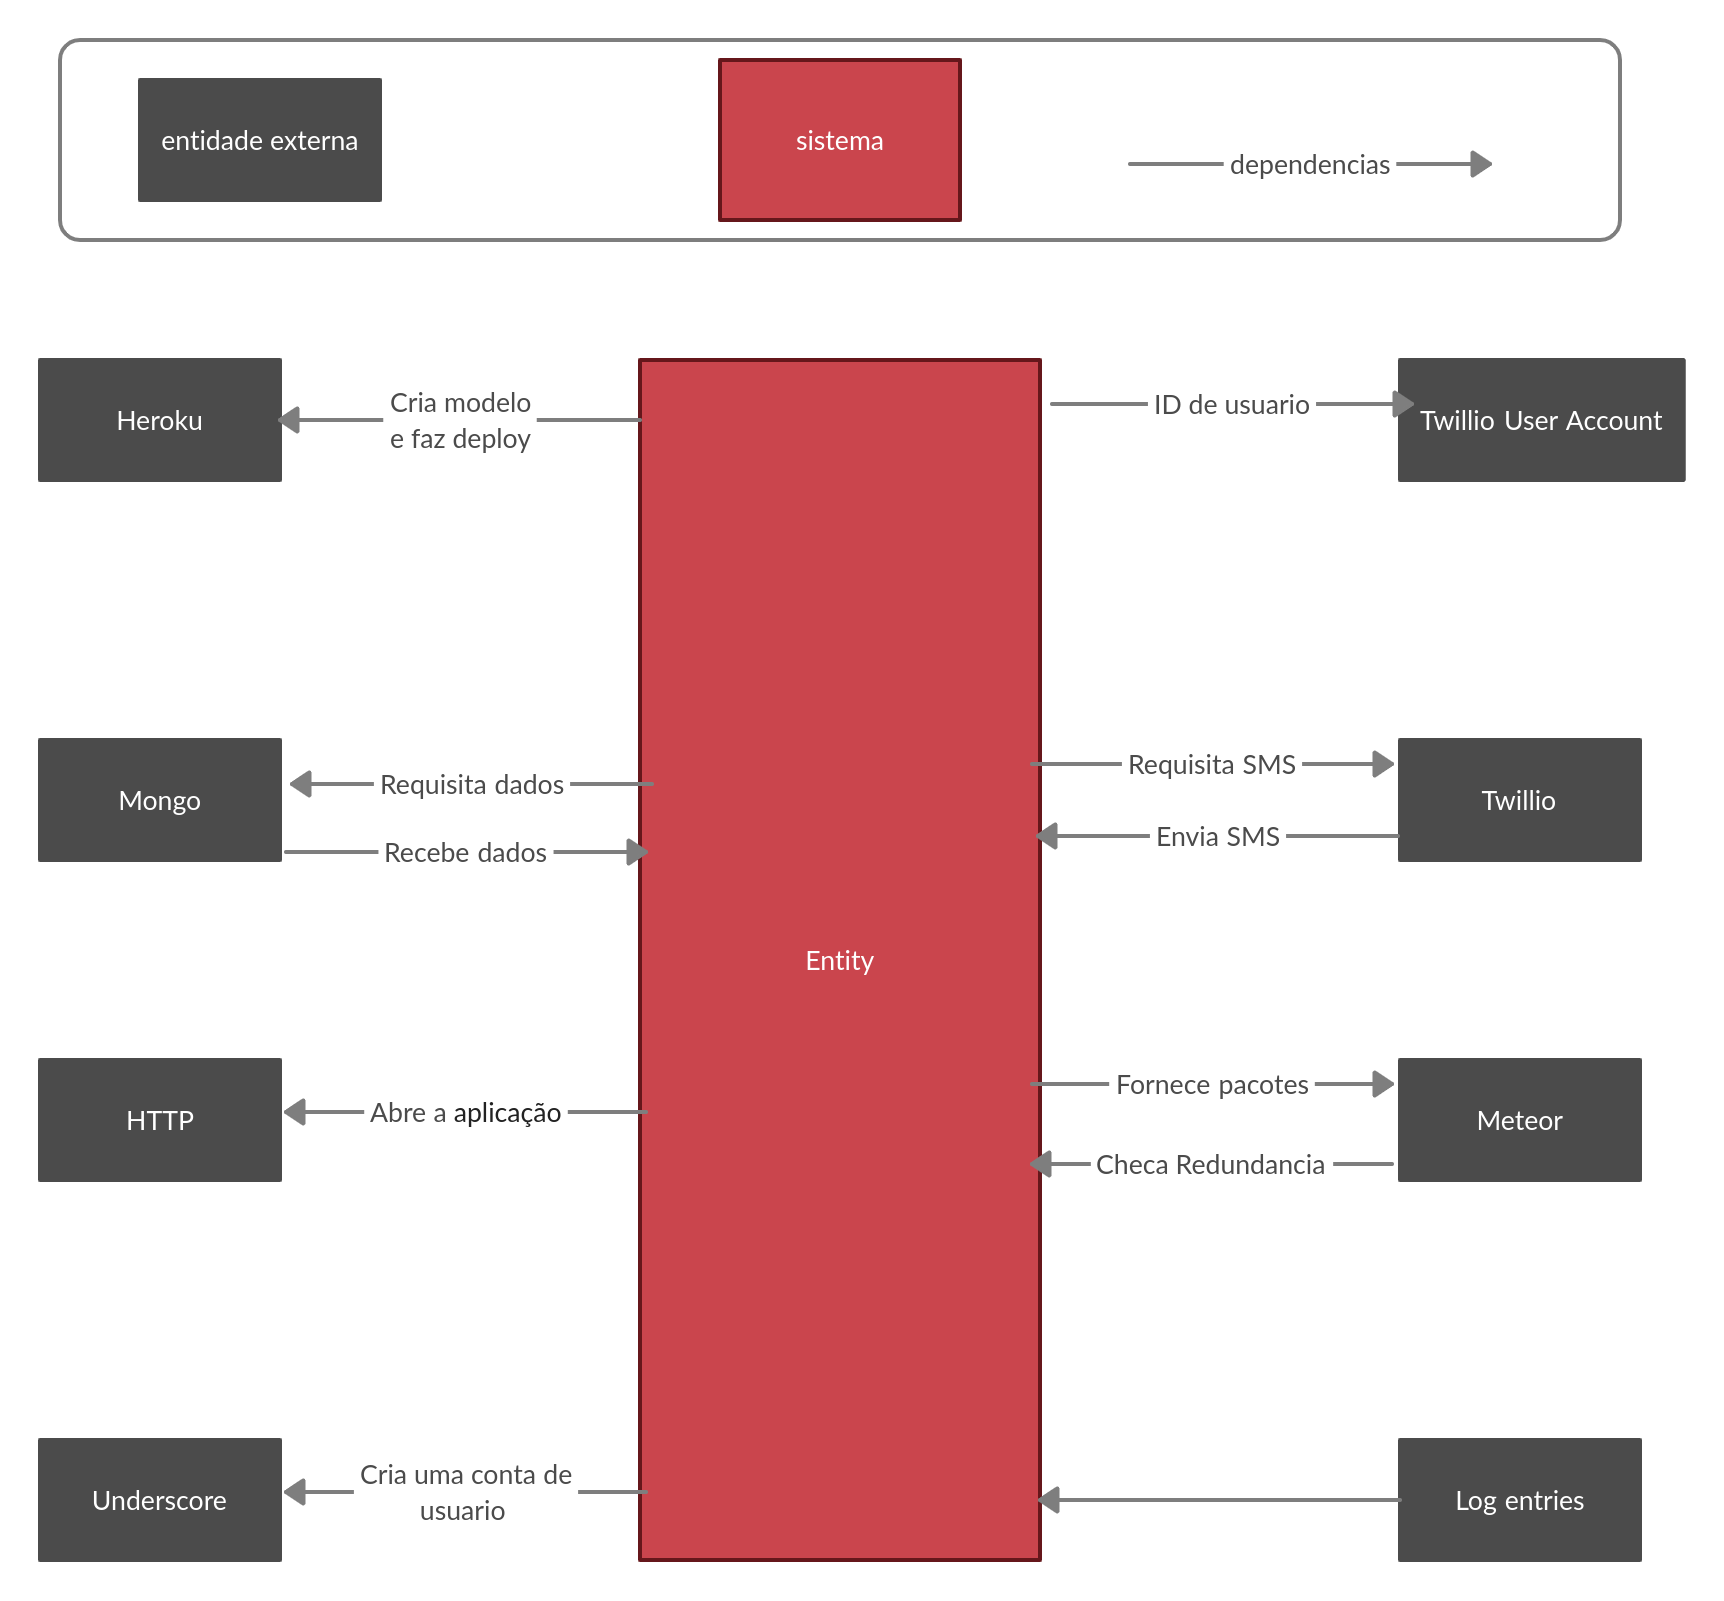 entidade externa
sistema
dependencias
Heroku
Cria modelo
e faz deploy
ID de usuario
Twillio User Account
Mongo
Requisita dados
Recebe dados
Requisita SMS
Envia SMS
Twillio
Entity
HTTP
Abre a aplicação
Fornece pacotes
Checa Redundancia
Meteor
Underscore
Cria uma conta de
usuario
Log entries